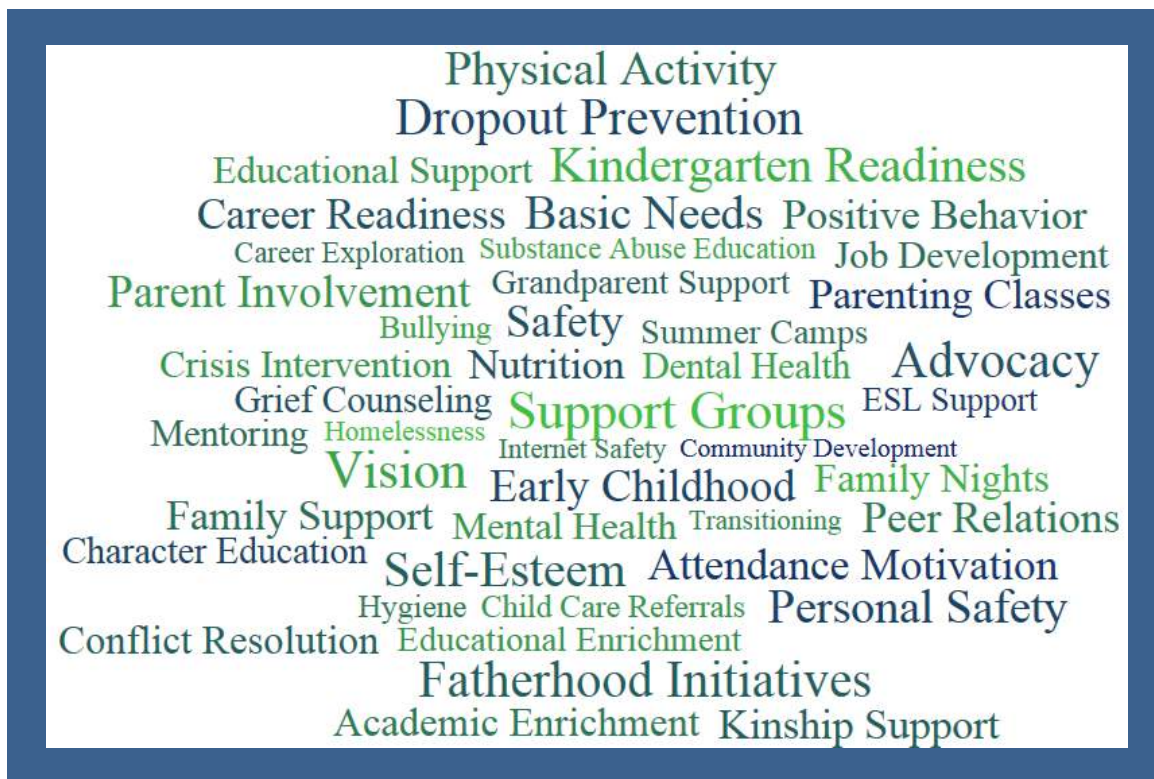 Physical Activity
Dropout Prevention
Educational Support Kindergarten Readiness
Career Readiness Basic Needs Positive Behavior
Career Exploration Substance Abuse Education Job Development
Parent Involvement Grandparent Support Parenting Classes
Bullying Safety Summer Camps
Crisis Intervention Nutrition Dental Health Advocacy
Grief Counseling Support Groups ESL Support
Mentoring Homelessness Internet Safety Community Development
Vision Early Childhood Family Nights
Family Support Mental Health Transitioning Peer Relations
Character Education Self-Esteem Attendance Motivation
Hygiene Child Care Referrals Personal Safety
Conflict Resolution Educational Enrichment
Fatherhood Initiatives
Academic Enrichment Kinship Support